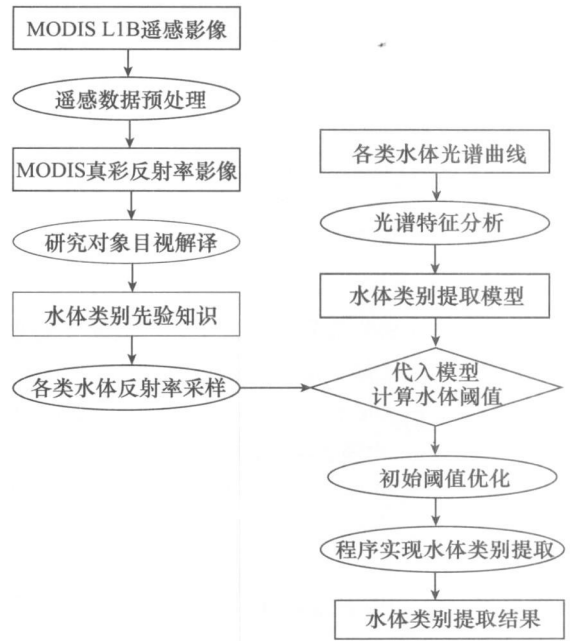 MODIS L1B遥感影像
遥感数据预处理
MODIS真彩反射率影像
研究对象目视解译
水体类别先验知识
各类水体反射率采样
各类水体光谱曲线
光谱特征分析
水体类别提取模型
代入模型
计算水体阈值
初始阈值优化
程序实现水体类别提取
水体类别提取结果